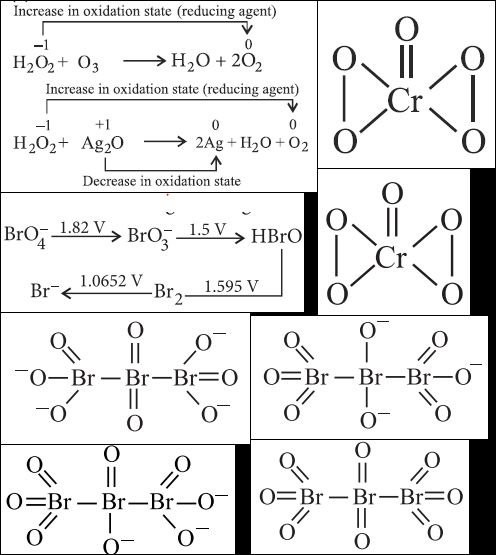 Increase in oxidation state (reducing agent)
−1 0
H₂O₂ + O₃ ⟶ H₂O + 2O₂
Increase in oxidation state (reducing agent)
−1 +1 0 0
H₂O₂ + Ag₂O ⟶ 2Ag + H₂O + O₂
Decrease in oxidation state
O
O O
Cr
O O
BrO₄⁻ 1.82 V BrO₃⁻ 1.5 V HBrO
Br⁻ 1.0652 V Br₂ 1.595 V
O
O O
Cr
O O
O O O⁻
⁻O—Br—Br—Br=O
⁻O O O⁻
O O⁻ O
O=Br—Br—Br—O⁻
O O⁻ O
O O O
O=Br—Br—Br—O⁻
O O⁻ O⁻
O O O
O=Br—Br—Br=O
O O O